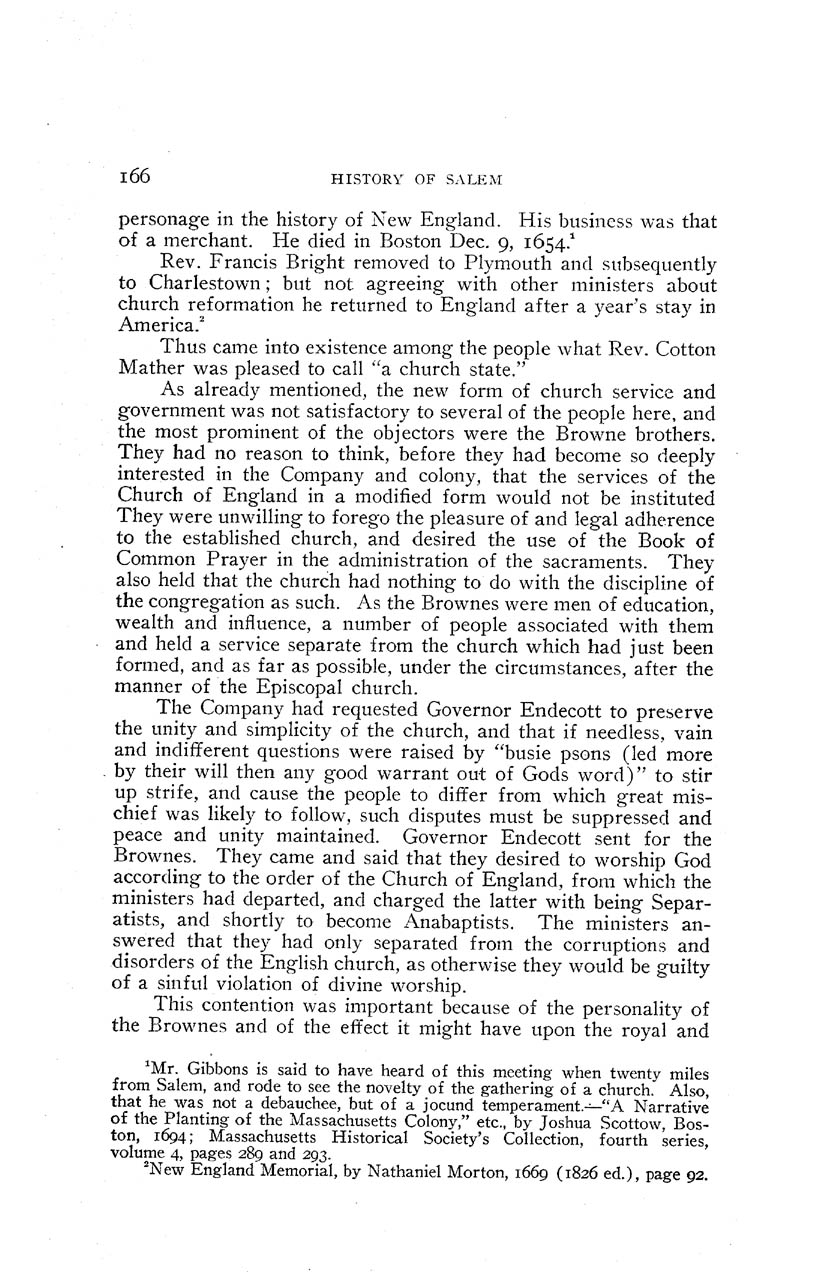 166 HISTORY OF SALEM
personage in the history of New England. His business was that
of a merchant. He died in Boston Dec. 9, 1654.¹
Rev. Francis Bright removed to Plymouth and subsequently
to Charlestown; but not agreeing with other ministers about
church reformation he returned to England after a year's stay in
America.²
Thus came into existence among the people what Rev. Cotton
Mather was pleased to call "a church state."
As already mentioned, the new form of church service and
government was not satisfactory to several of the people here, and
the most prominent of the objectors were the Browne brothers.
They had no reason to think, before they had become so deeply
interested in the Company and colony, that the services of the
Church of England in a modified form would not be instituted
They were unwilling to forego the pleasure of and legal adherence
to the established church, and desired the use of the Book of
Common Prayer in the administration of the sacraments. They
also held that the church had nothing to do with the discipline of
the congregation as such. As the Brownes were men of education,
wealth and influence, a number of people associated with them
and held a service separate from the church which had just been
formed, and as far as possible, under the circumstances, after the
manner of the Episcopal church.
The Company had requested Governor Endecott to preserve
the unity and simplicity of the church, and that if needless, vain
and indifferent questions were raised by "busie psons (led more
by their will then any good warrant out of Gods word)" to stir
up strife, and cause the people to differ from which great mis-
chief was likely to follow, such disputes must be suppressed and
peace and unity maintained. Governor Endecott sent for the
Brownes. They came and said that they desired to worship God
according to the order of the Church of England, from which the
ministers had departed, and charged the latter with being Separ-
atists, and shortly to become Anabaptists. The ministers an-
swered that they had only separated from the corruptions and
disorders of the English church, as otherwise they would be guilty
of a sinful violation of divine worship.
This contention was important because of the personality of
the Brownes and of the effect it might have upon the royal and
¹Mr. Gibbons is said to have heard of this meeting when twenty miles
from Salem, and rode to see the novelty of the gathering of a church. Also,
that he was not a debauchee, but of a jocund temperament.—"A Narrative
of the Planting of the Massachusetts Colony," etc., by Joshua Scottow, Bos-
ton, 1694; Massachusetts Historical Society's Collection, fourth series,
volume 4, pages 289 and 293.
²New England Memorial, by Nathaniel Morton, 1669 (1826 ed.), page 92.